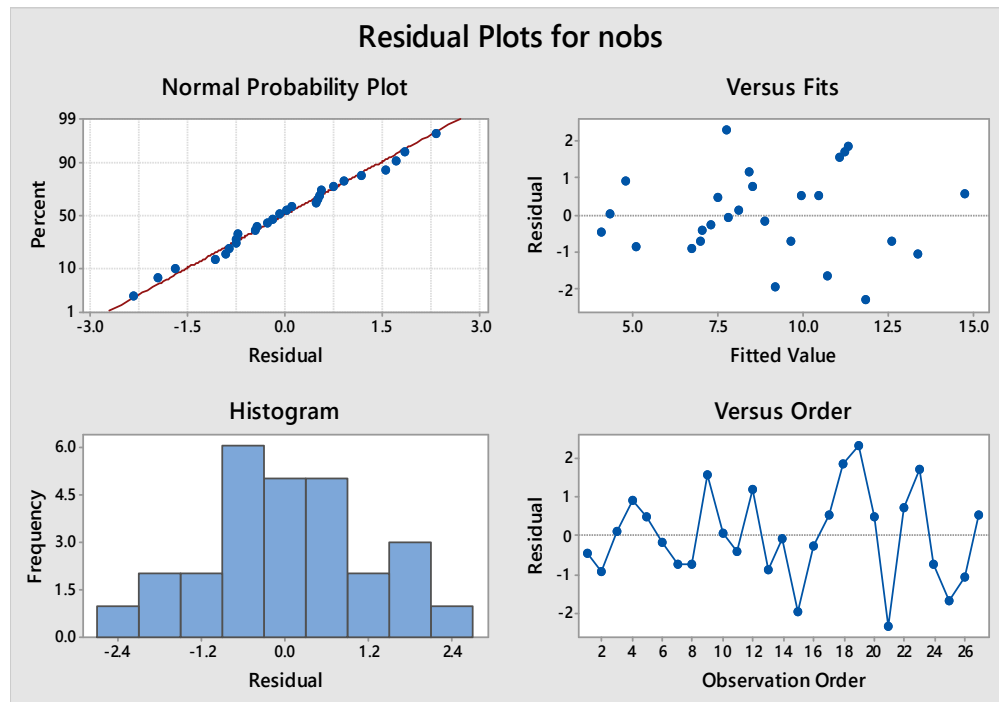 Residual Plots for nobs
Normal Probability Plot
99
90
50
10
1
Percent
-3.0 -1.5 0.0 1.5 3.0
Residual
Versus Fits
2
1
0
-1
-2
Residual
5.0 7.5 10.0 12.5 15.0
Fitted Value
Histogram
6.0
4.5
3.0
1.5
0.0
Frequency
-2.4 -1.2 0.0 1.2 2.4
Residual
Versus Order
2
1
0
-1
-2
Residual
2 4 6 8 10 12 14 16 18 20 22 24 26
Observation Order